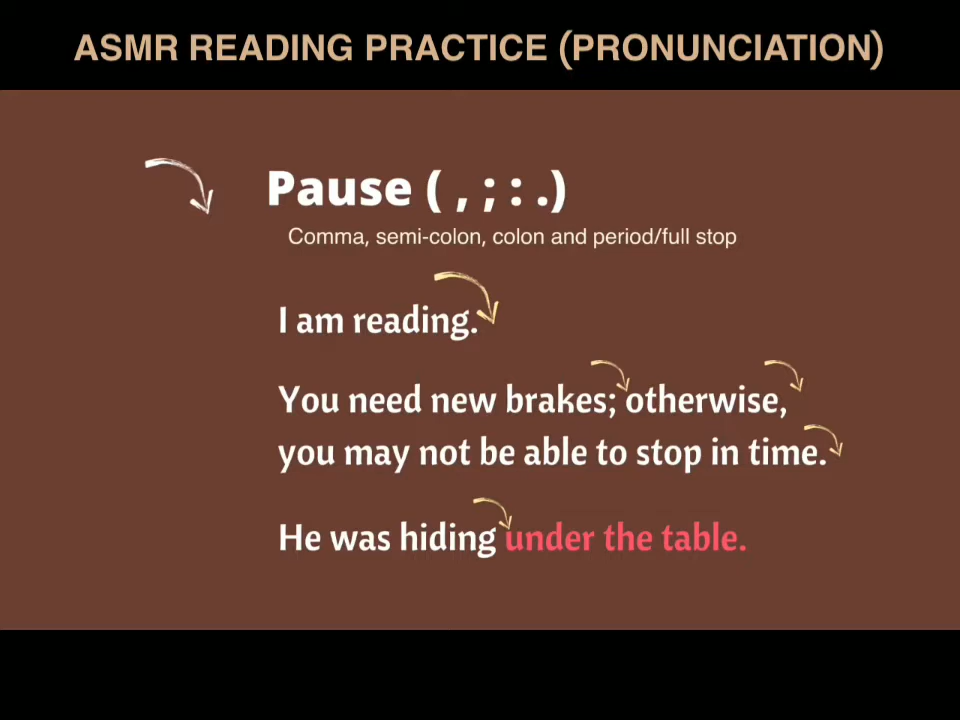 ASMR READING PRACTICE (PRONUNCIATION)
Pause ( , ; : .)
Comma, semi-colon, colon and period/full stop
I am reading.
You need new brakes; otherwise,
you may not be able to stop in time.
He was hiding under the table.